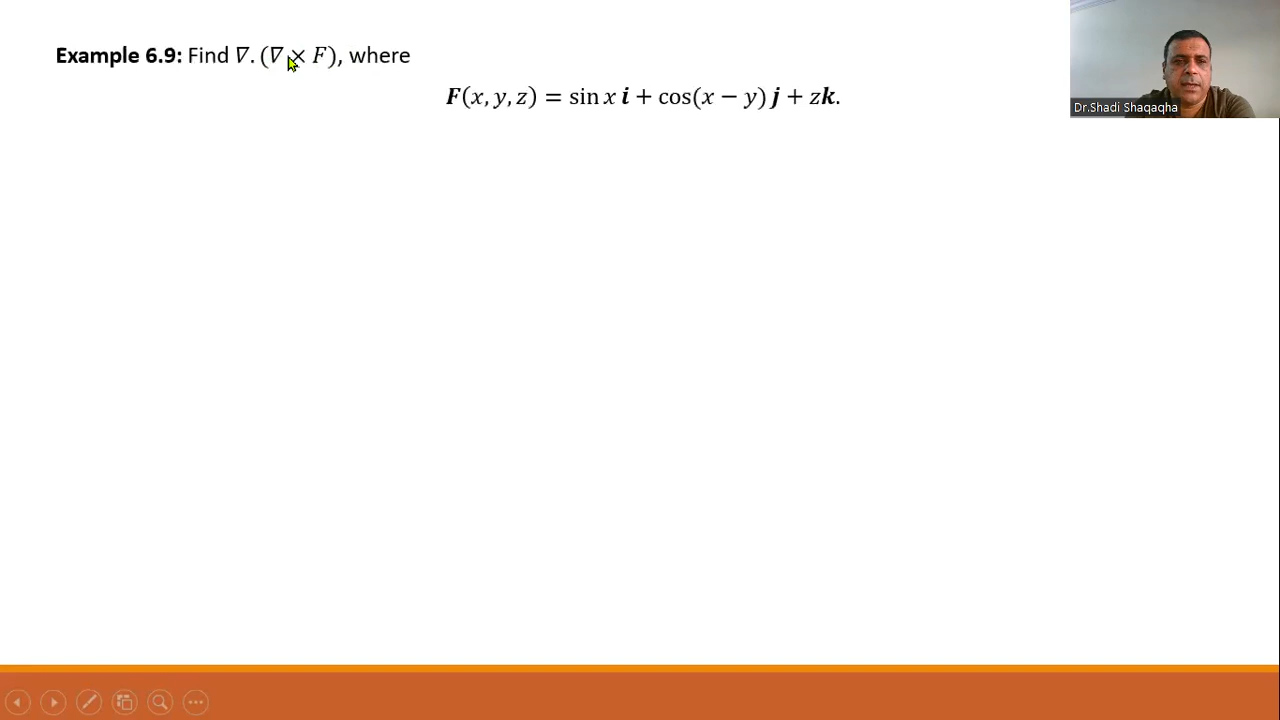 Example 6.9: Find ∇. (∇ × F), where
F(x, y, z) = sin x i + cos(x − y) j + zk.
Dr.Shadi Shaqaqha